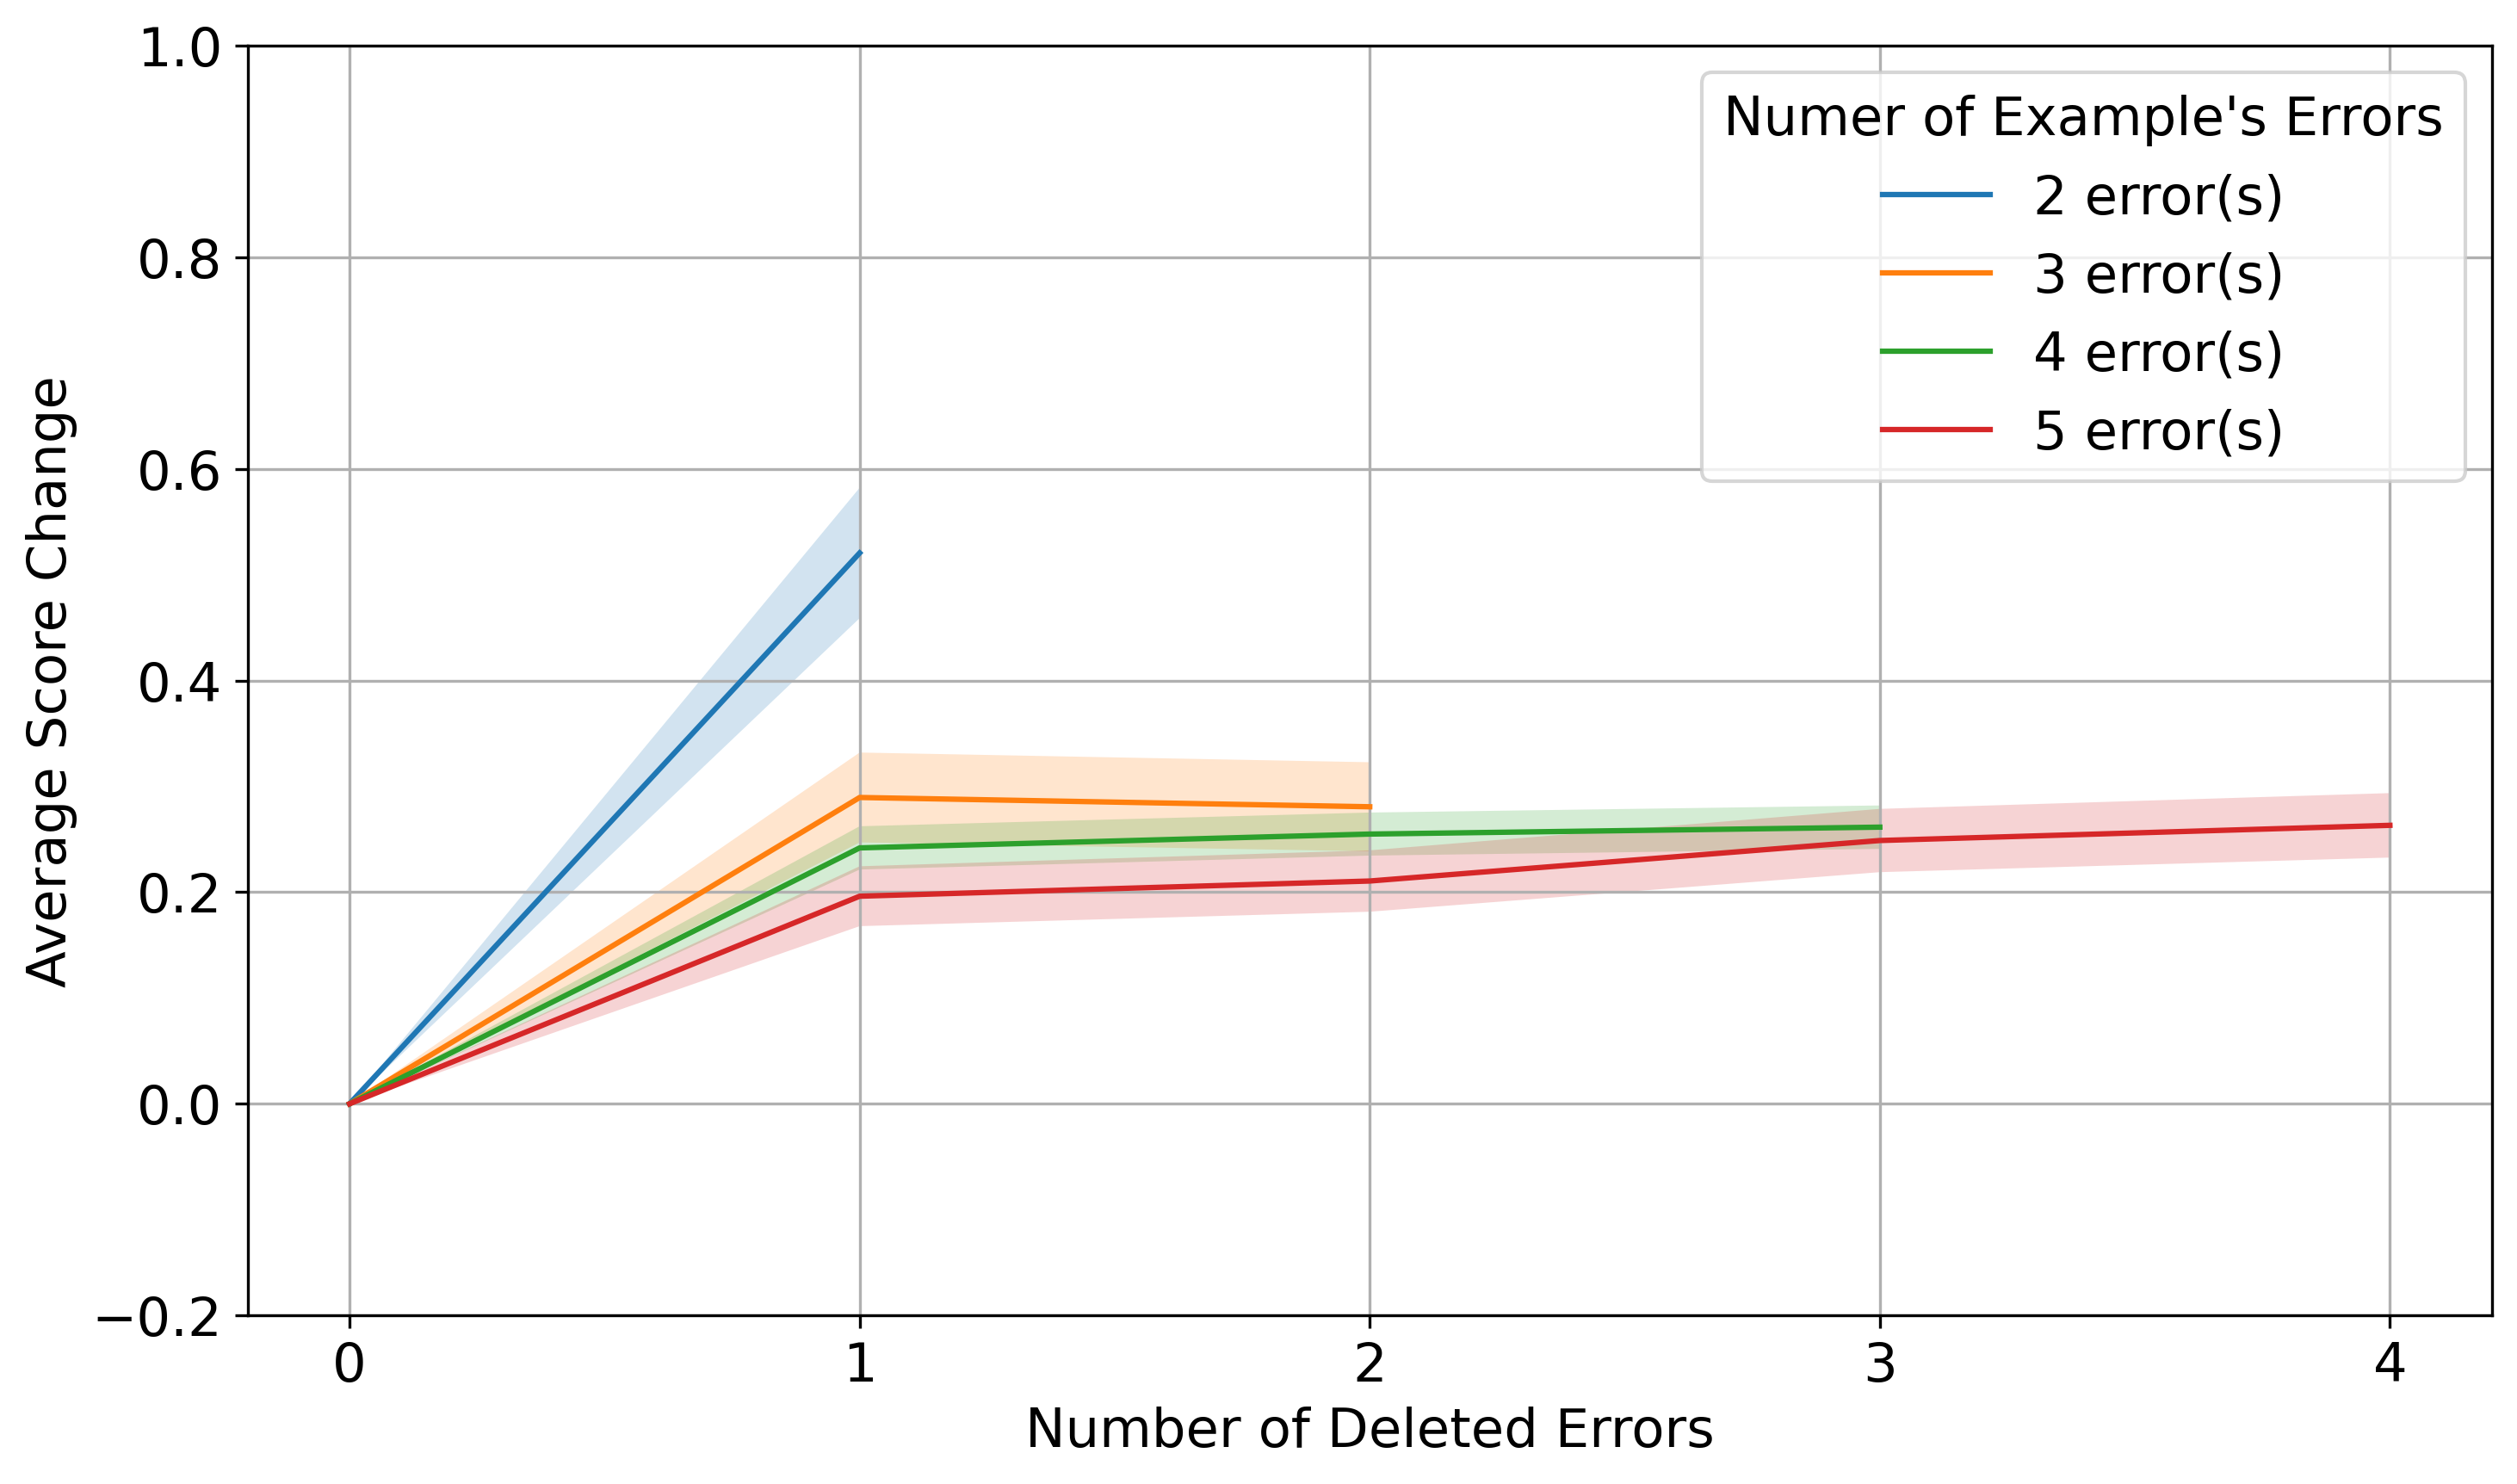 1.0
0.8
0.6
0.4
0.2
0.0
−0.2
Average Score Change
Numer of Example's Errors
2 error(s)
3 error(s)
4 error(s)
5 error(s)
0 1 2 3 4
Number of Deleted Errors